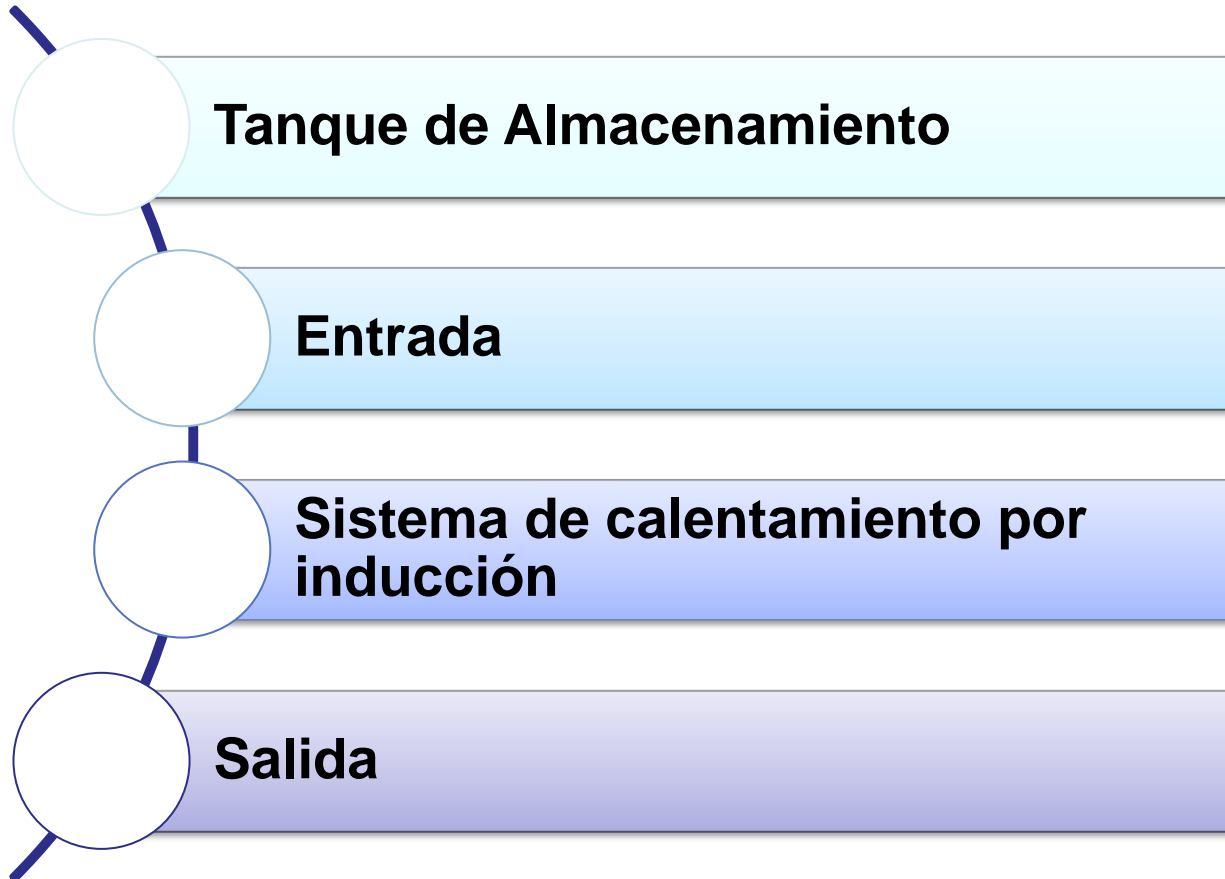 Tanque de Almacenamiento
Entrada
Sistema de calentamiento por
inducción
Salida